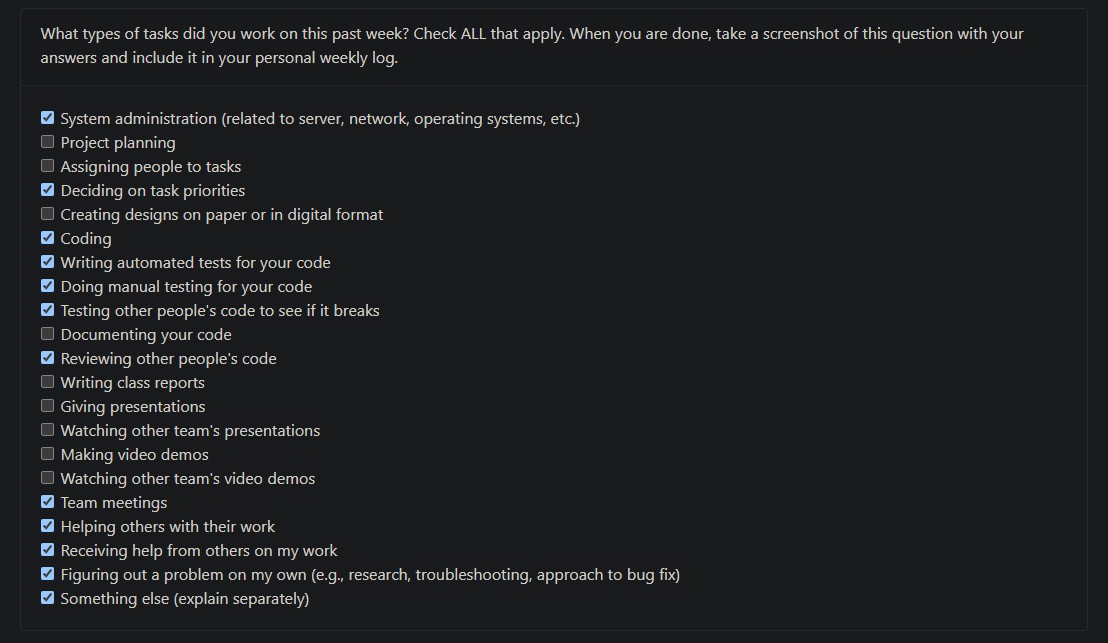 What types of tasks did you work on this past week? Check ALL that apply. When you are done, take a screenshot of this question with your
answers and include it in your personal weekly log.
System administration (related to server, network, operating systems, etc.)
Project planning
Assigning people to tasks
Deciding on task priorities
Creating designs on paper or in digital format
Coding
Writing automated tests for your code
Doing manual testing for your code
Testing other people's code to see if it breaks
Documenting your code
Reviewing other people's code
Writing class reports
Giving presentations
Watching other team's presentations
Making video demos
Watching other team's video demos
Team meetings
Helping others with their work
Receiving help from others on my work
Figuring out a problem on my own (e.g., research, troubleshooting, approach to bug fix)
Something else (explain separately)